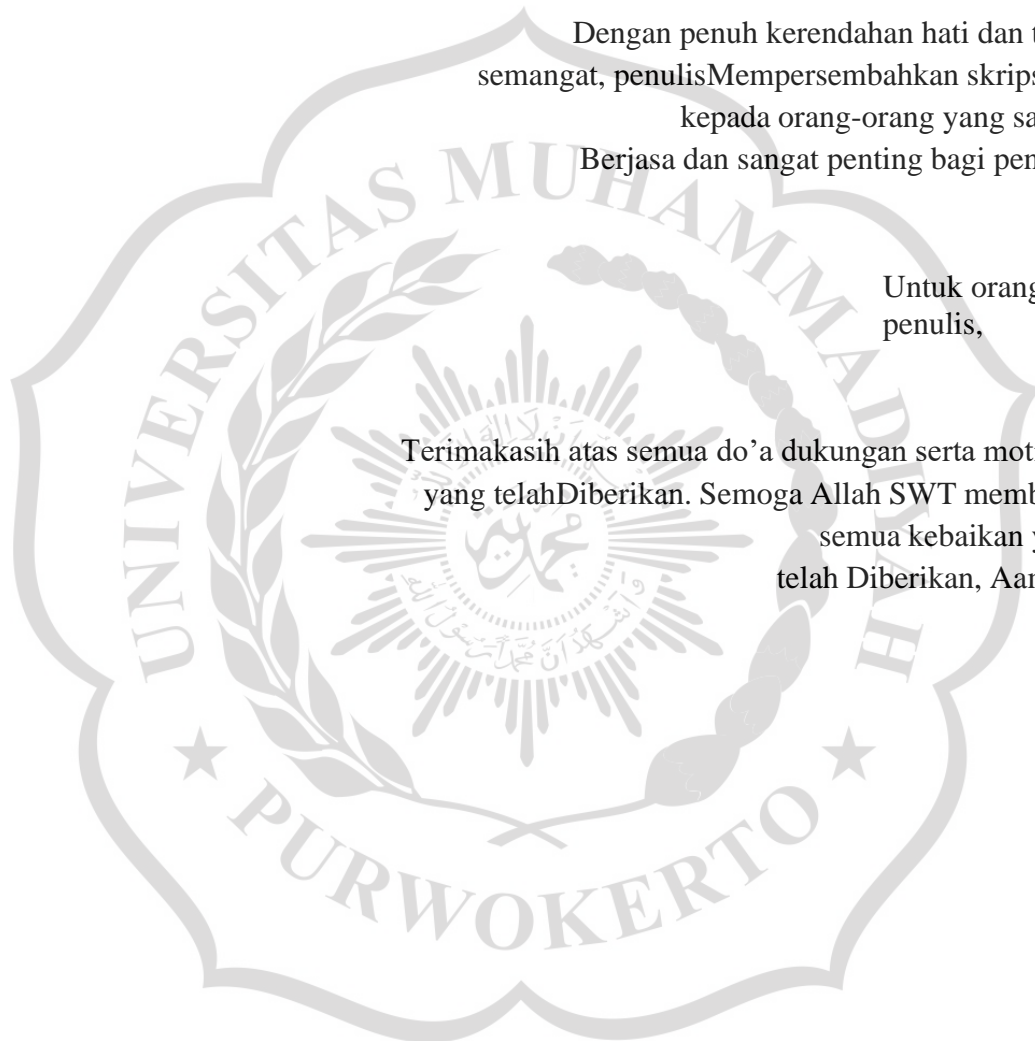 Dengan penuh kerendahan hati dan t
semangat, penulisMempersembahkan skrips
kepada orang-orang yang sa
Berjasa dan sangat penting bagi pen
Untuk orang
penulis,
Terimakasih atas semua do’a dukungan serta mot
yang telahDiberikan. Semoga Allah SWT memb
semua kebaikan y
telah Diberikan, Aa
UNIVERSITAS MUHAMMADIYAH
PURWOKERTO